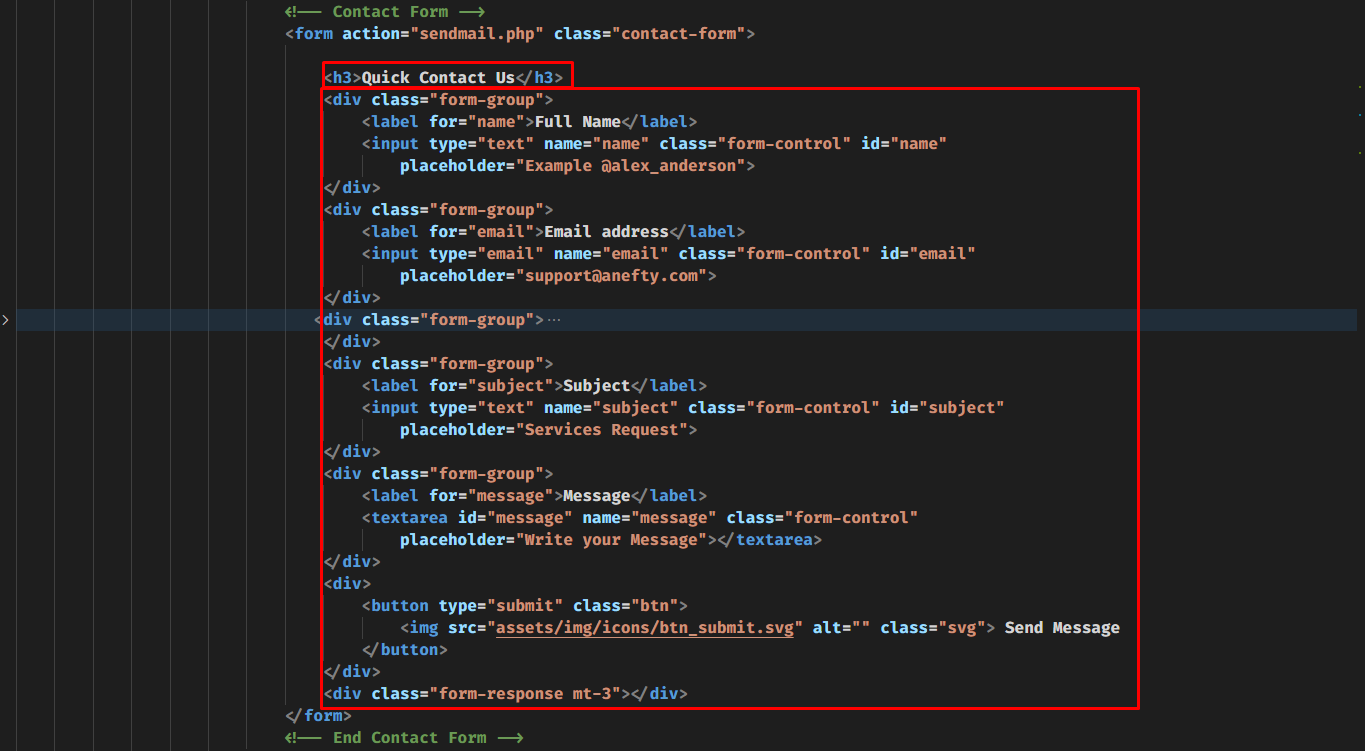 <!-- Contact Form -->
<form action="sendmail.php" class="contact-form">
<h3>Quick Contact Us</h3>
<div class="form-group">
<label for="name">Full Name</label>
<input type="text" name="name" class="form-control" id="name"
placeholder="Example @alex_anderson">
</div>
<div class="form-group">
<label for="email">Email address</label>
<input type="email" name="email" class="form-control" id="email"
placeholder="support@anefty.com">
</div>
<div class="form-group">...
</div>
<div class="form-group">
<label for="subject">Subject</label>
<input type="text" name="subject" class="form-control" id="subject"
placeholder="Services Request">
</div>
<div class="form-group">
<label for="message">Message</label>
<textarea id="message" name="message" class="form-control"
placeholder="Write your Message"></textarea>
</div>
<div>
<button type="submit" class="btn">
<img src="assets/img/icons/btn_submit.svg" alt="" class="svg"> Send Message
</button>
</div>
<div class="form-response mt-3"></div>
</form>
<!-- End Contact Form -->